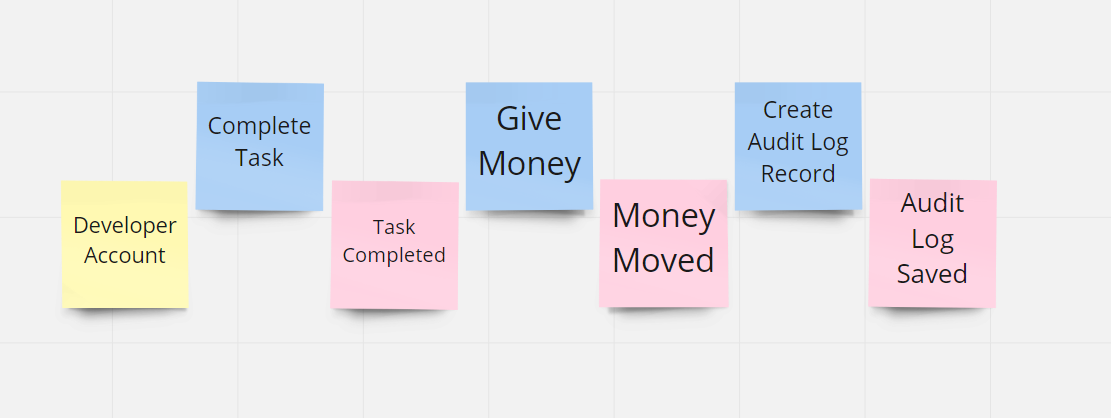 Developer
Account
Complete
Task
Task
Completed
Give
Money
Money
Moved
Create
Audit Log
Record
Audit
Log
Saved